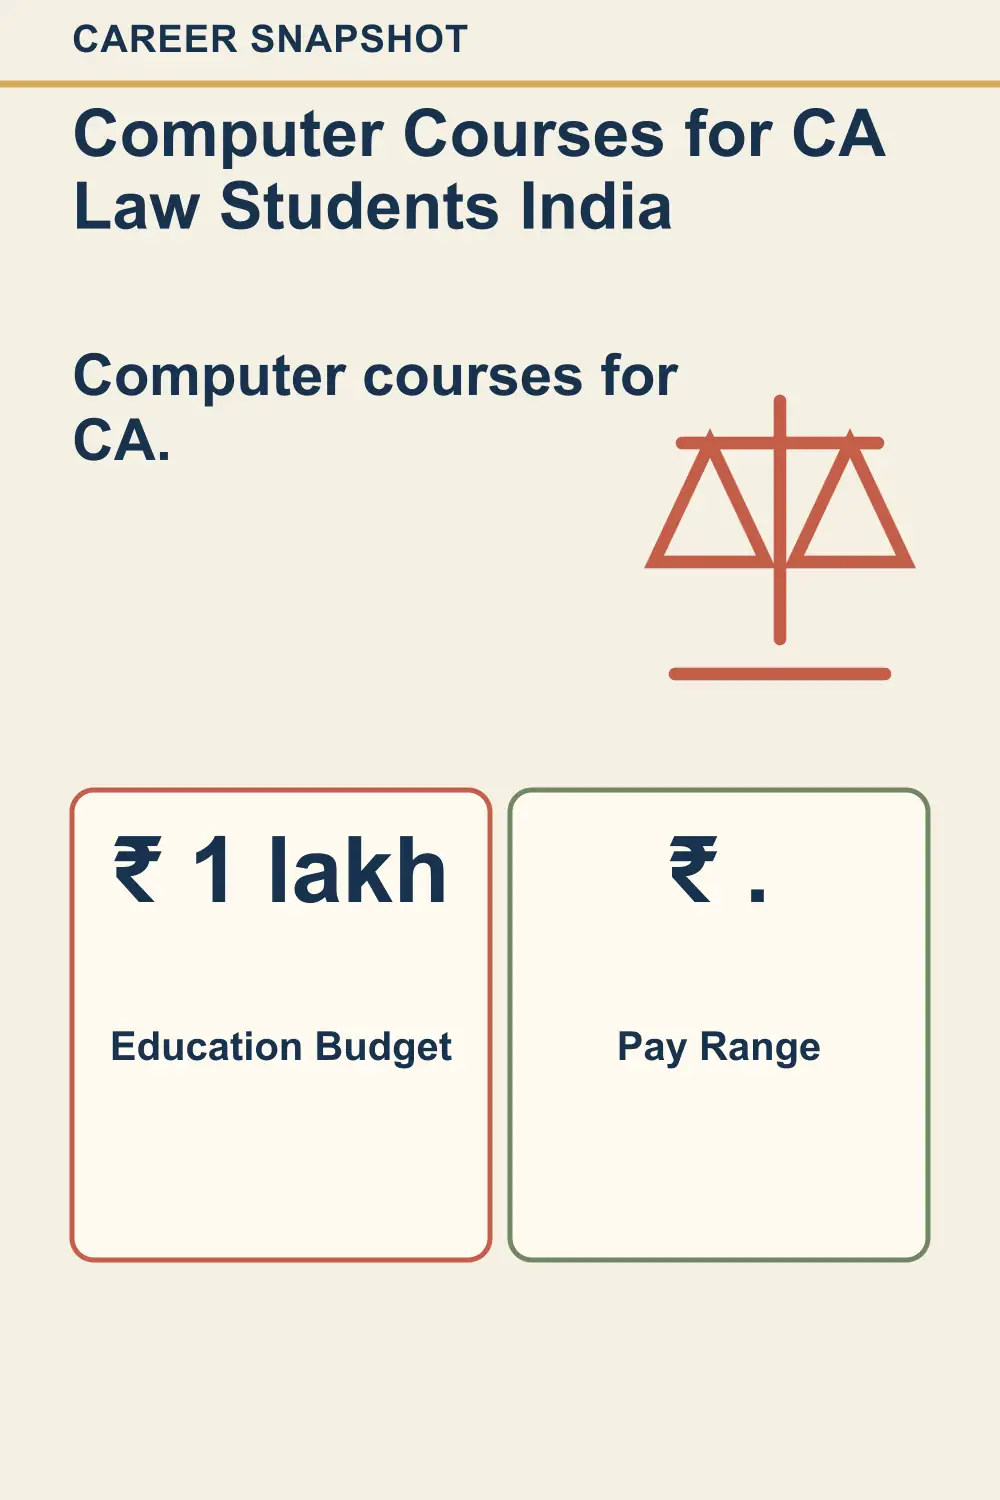 CAREER SNAPSHOT
Computer Courses for CA
Law Students India
Computer courses for
CA.
₹ 1 lakh
Education Budget
₹ .
Pay Range